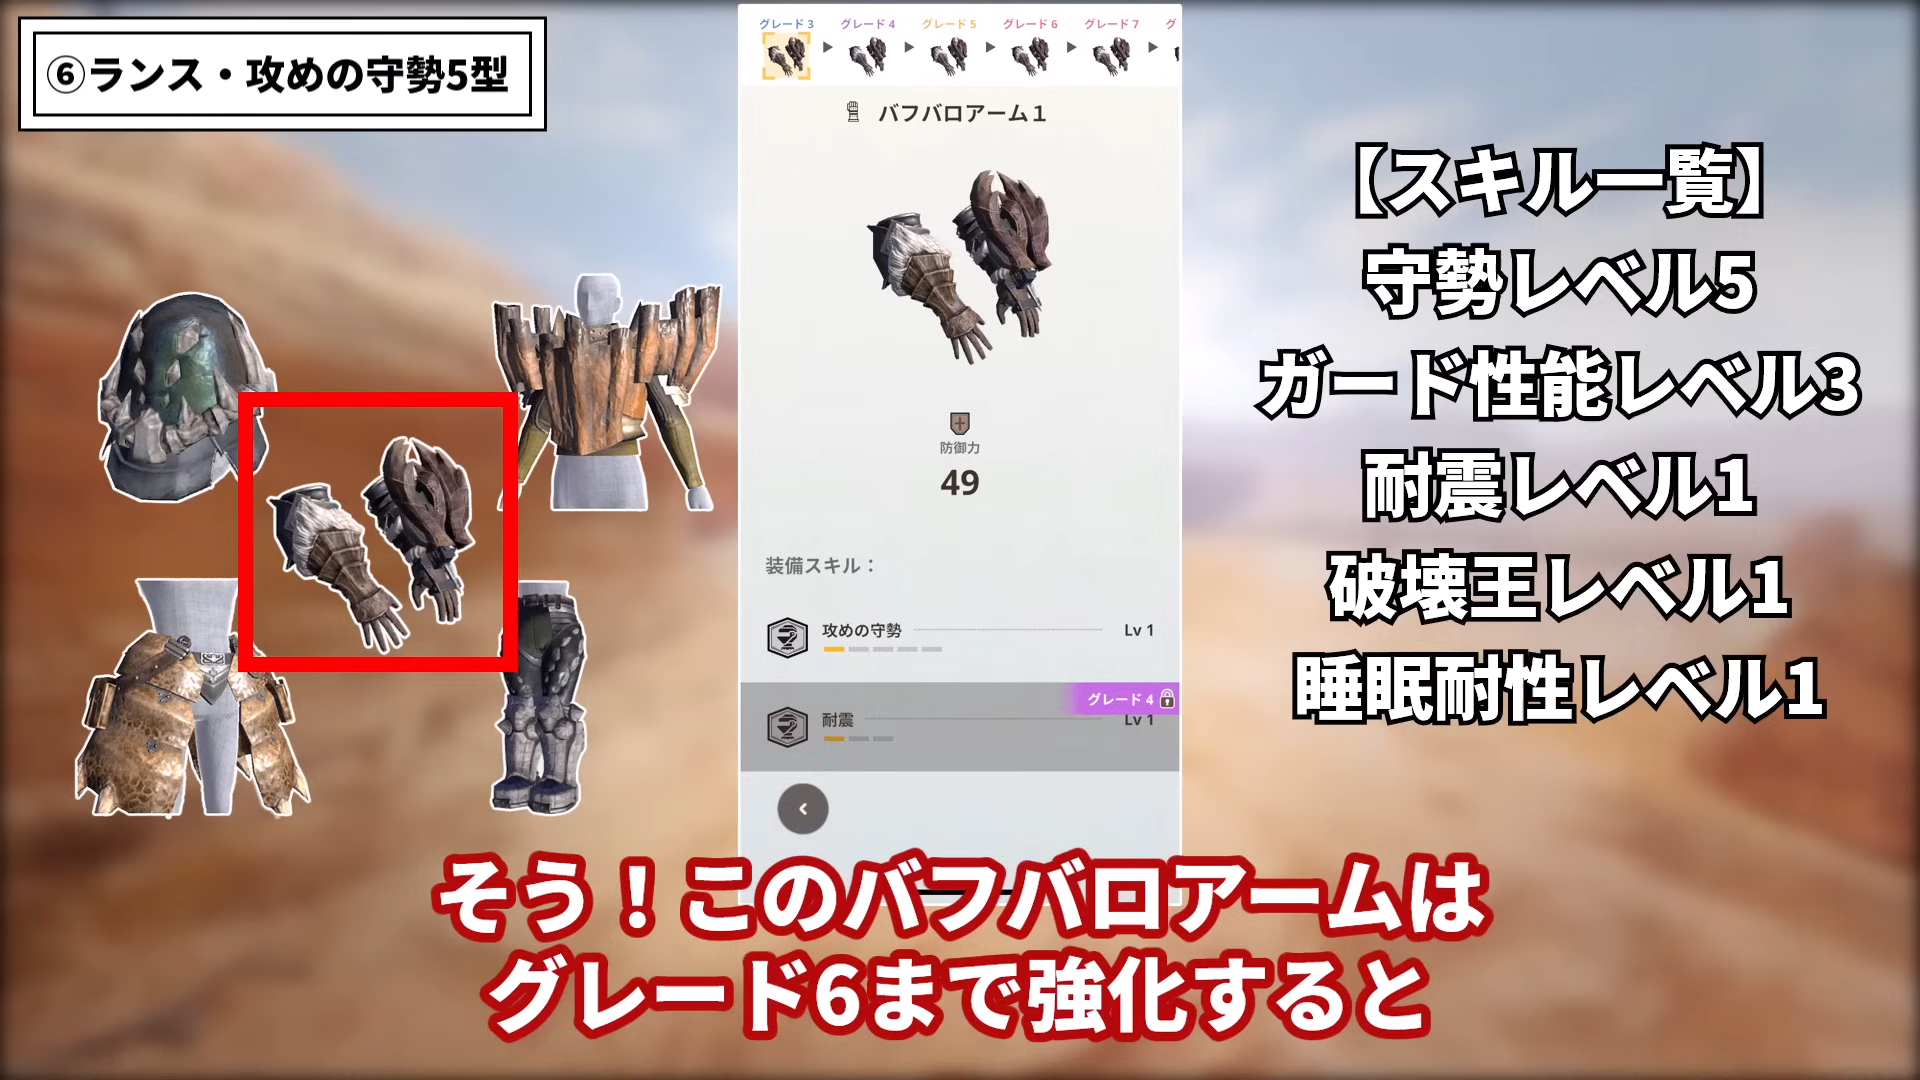 ⑥ランス・攻めの守勢5型
グレード 3
グレード 4
グレード 5
グレード 6
グレード 7
グ
バフバロアーム 1
防御力
49
装備スキル：
攻めの守勢
Lv 1
グレード 4
耐震
Lv 1
【スキル一覧】
守勢レベル5
ガード性能レベル3
耐震レベル1
破壊王レベル1
睡眠耐性レベル1
そう！このバフバロアームは
グレード6まで強化すると